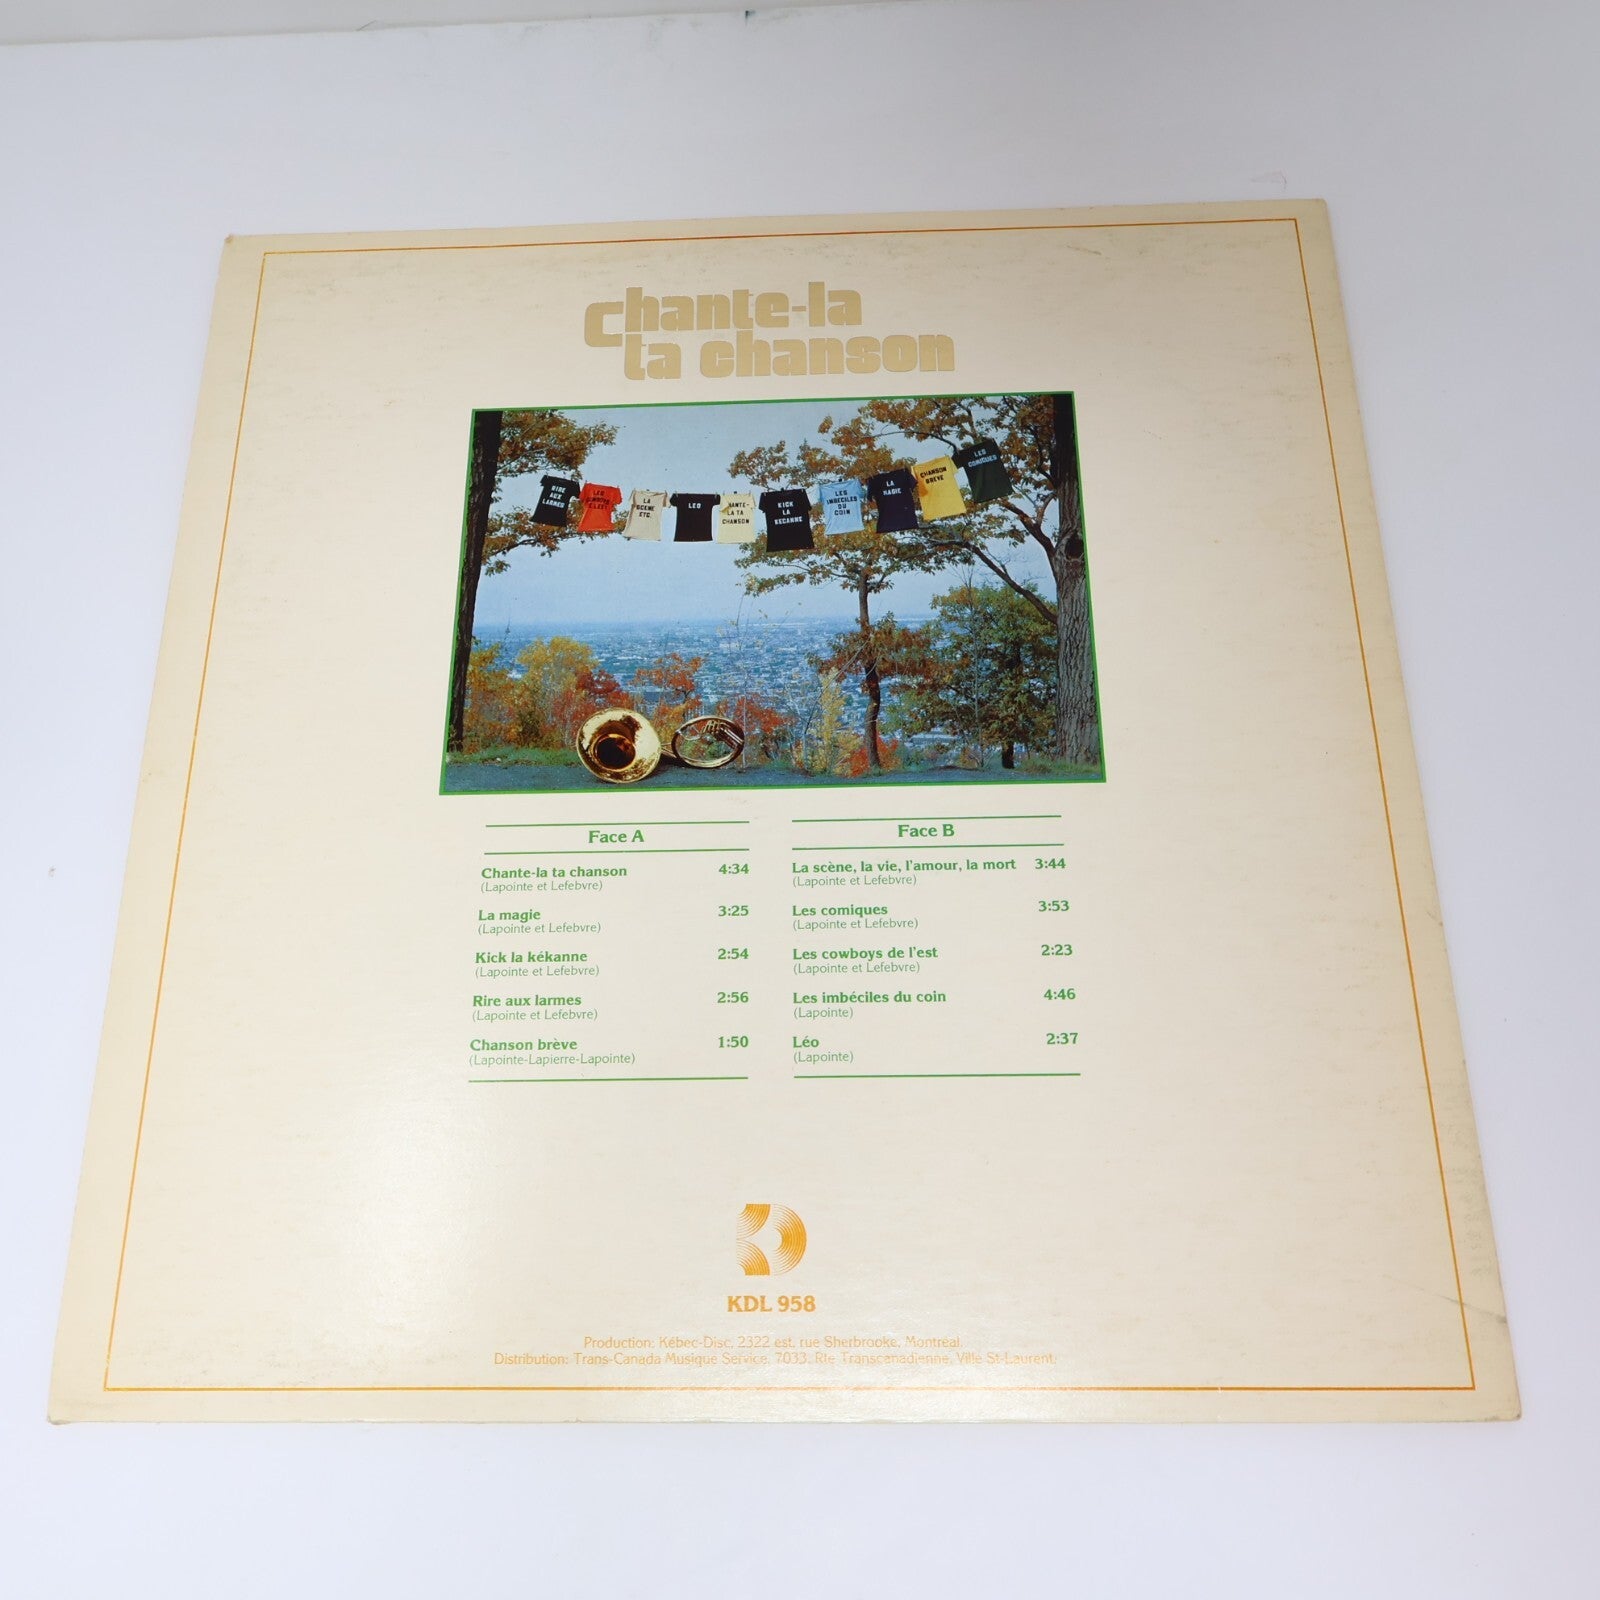 Chante-la
ta chanson
RIRE
AUX
LARMES
LES
COWBOYS
DE L'EST
LA
SCENE
ETC.
LEO
CHANTE-
LA TA
CHANSON
KICK
LA
KECANNE
LES
IMBECILES
DU
COIN
LA
MAGIE
CHANSON
BREVE
LES
COMIQUES
Face A
Chante-la ta chanson 4:34
(Lapointe et Lefebvre)
La magie 3:25
(Lapointe et Lefebvre)
Kick la kékanne 2:54
(Lapointe et Lefebvre)
Rire aux larmes 2:56
(Lapointe et Lefebvre)
Chanson brève 1:50
(Lapointe-Lapierre-Lapointe)
Face B
La scène, la vie, l'amour, la mort 3:44
(Lapointe et Lefebvre)
Les comiques 3:53
(Lapointe et Lefebvre)
Les cowboys de l'est 2:23
(Lapointe et Lefebvre)
Les imbéciles du coin 4:46
(Lapointe)
Léo 2:37
(Lapointe)
KDL 958
Production: Kébec-Disc, 2322 est, rue Sherbrooke, Montréal.
Distribution: Trans-Canada Musique Service, 7033, Rte Transcanadienne, Ville St-Laurent.